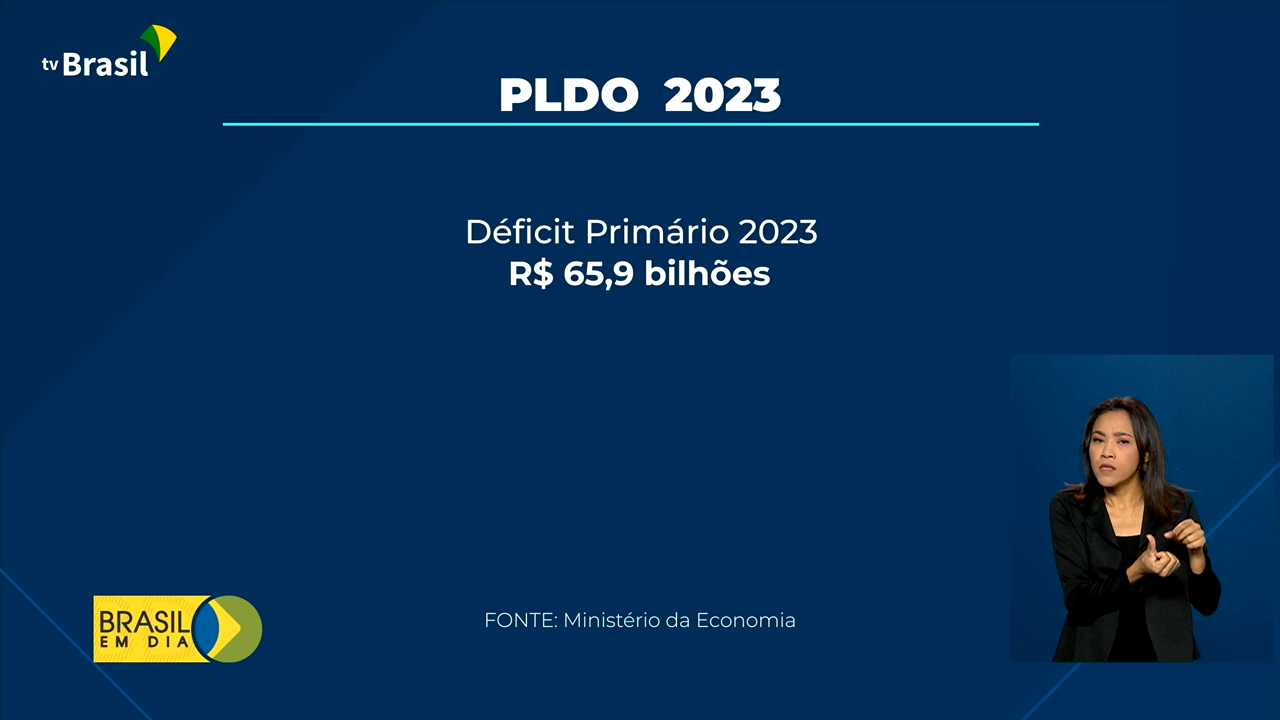 tv Brasil
PLDO 2023
Déficit Primário 2023
R$ 65,9 bilhões
BRASIL
EM DIA
FONTE: Ministério da Economia